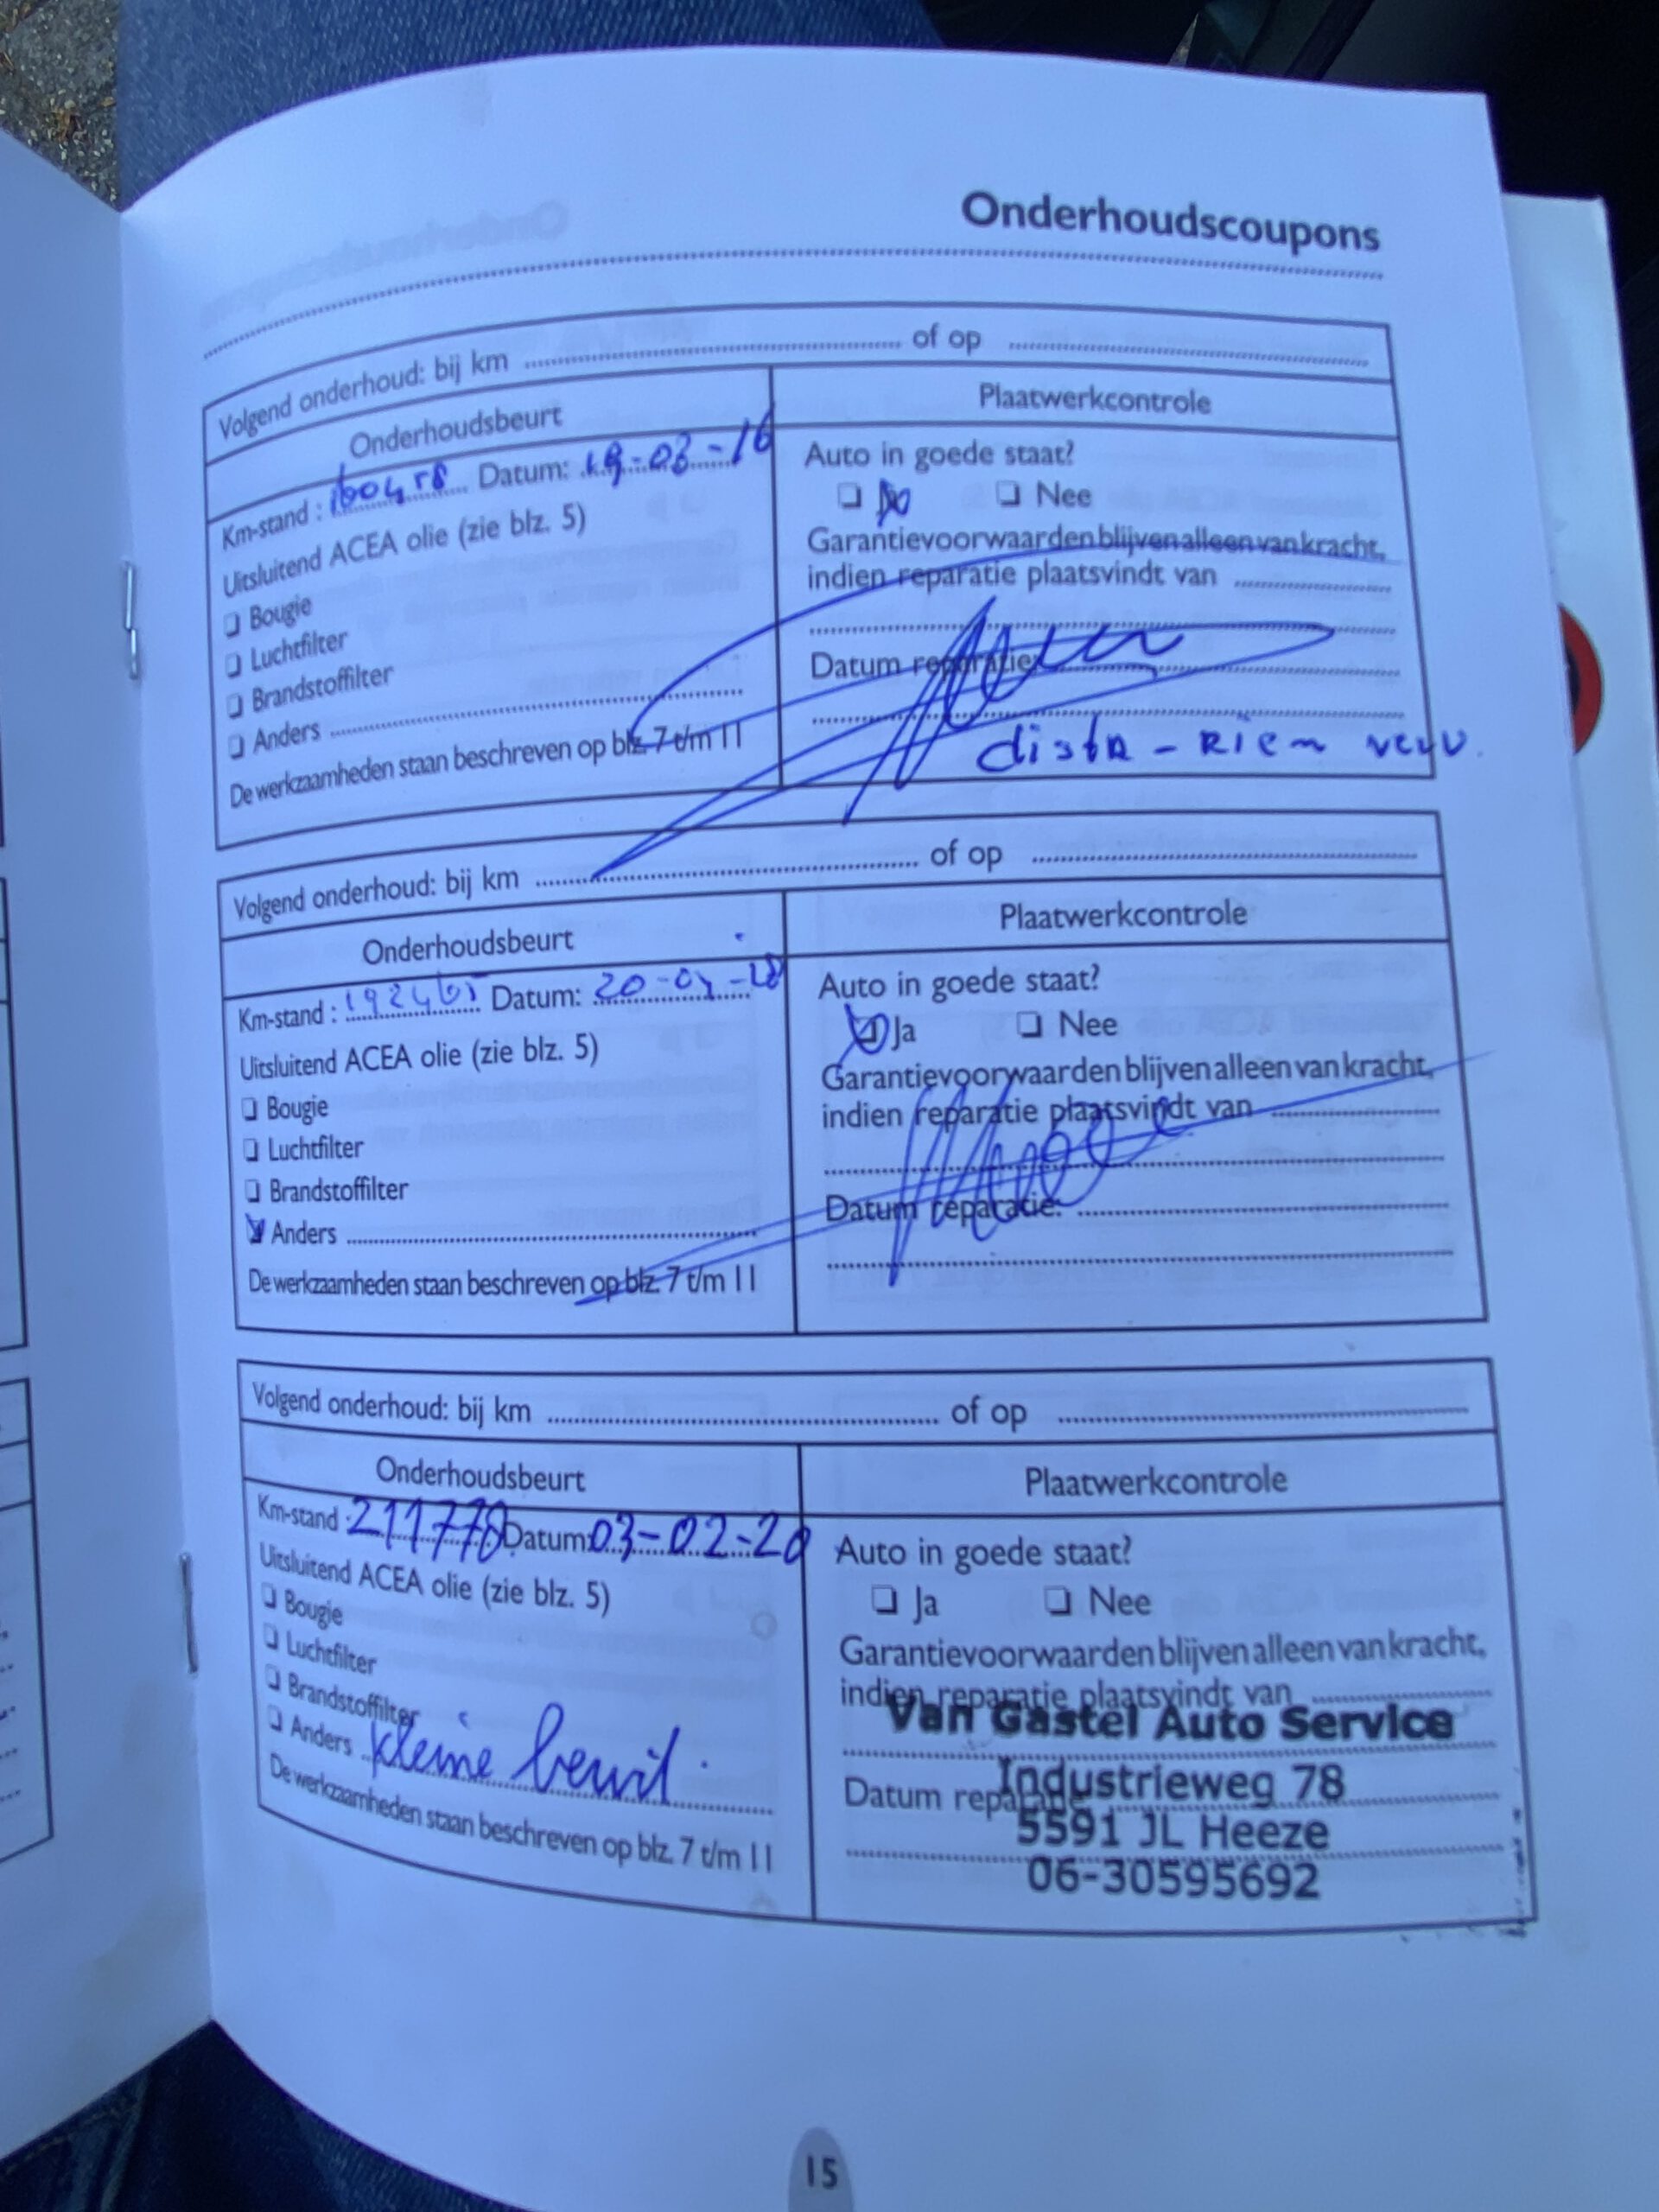 Onderhoudscoupons
Volgend onderhoud: bij km of op
Onderhoudsbeurt
Plaatwerkcontrole
Km-stand : Datum: 19-03-16
Uitsluitend ACEA olie (zie blz. 5)
Bougie
Luchtfilter
Brandstoffilter
Anders
De werkzaamheden staan beschreven op blz. 7 t/m 11
Auto in goede staat?
Nee
Garantievoorwaarden blijven alleen van kracht,
indien reparatie plaatsvindt van
Datum reparatie:
dista - Riem verv.
Volgend onderhoud: bij km of op
Onderhoudsbeurt
Plaatwerkcontrole
Km-stand : Datum:
Uitsluitend ACEA olie (zie blz. 5)
Bougie
Luchtfilter
Brandstoffilter
Anders
De werkzaamheden staan beschreven op blz. 7 t/m 11
Auto in goede staat?
Ja Nee
Garantievoorwaarden blijven alleen van kracht,
indien reparatie plaatsvindt van
Datum reparatie:
Volgend onderhoud: bij km of op
Onderhoudsbeurt
Plaatwerkcontrole
Km-stand : 211778 Datum: 03-02-20
Uitsluitend ACEA olie (zie blz. 5)
Bougie
Luchtfilter
Brandstoffilter
Anders kleine
De werkzaamheden staan beschreven op blz. 7 t/m 11
Auto in goede staat?
Ja Nee
Garantievoorwaarden blijven alleen van kracht,
indien reparatie plaatsvindt van
Van Gastel Auto Service
Datum reparatie:
Industrieweg 78
5591 JL Heeze
06-30595692
15